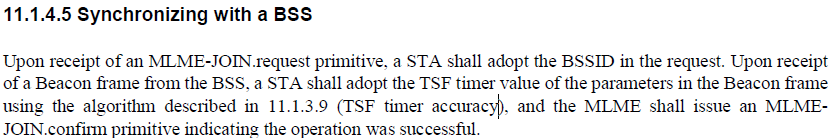 11.1.4.5 Synchronizing with a BSS
Upon receipt of an MLME-JOIN.request primitive, a STA shall adopt the BSSID in the request. Upon receipt
of a Beacon frame from the BSS, a STA shall adopt the TSF timer value of the parameters in the Beacon frame
using the algorithm described in 11.1.3.9 (TSF timer accuracy), and the MLME shall issue an MLME-
JOIN.confirm primitive indicating the operation was successful.